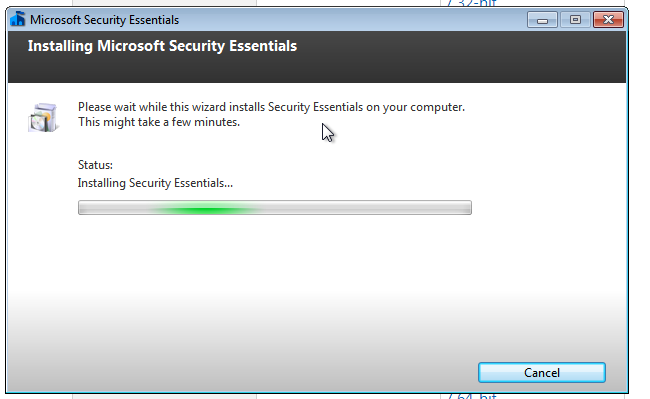 7 32-bit
Microsoft Security Essentials
Installing Microsoft Security Essentials
Please wait while this wizard installs Security Essentials on your computer.
This might take a few minutes.
Status:
Installing Security Essentials...
Cancel
7 64-bit